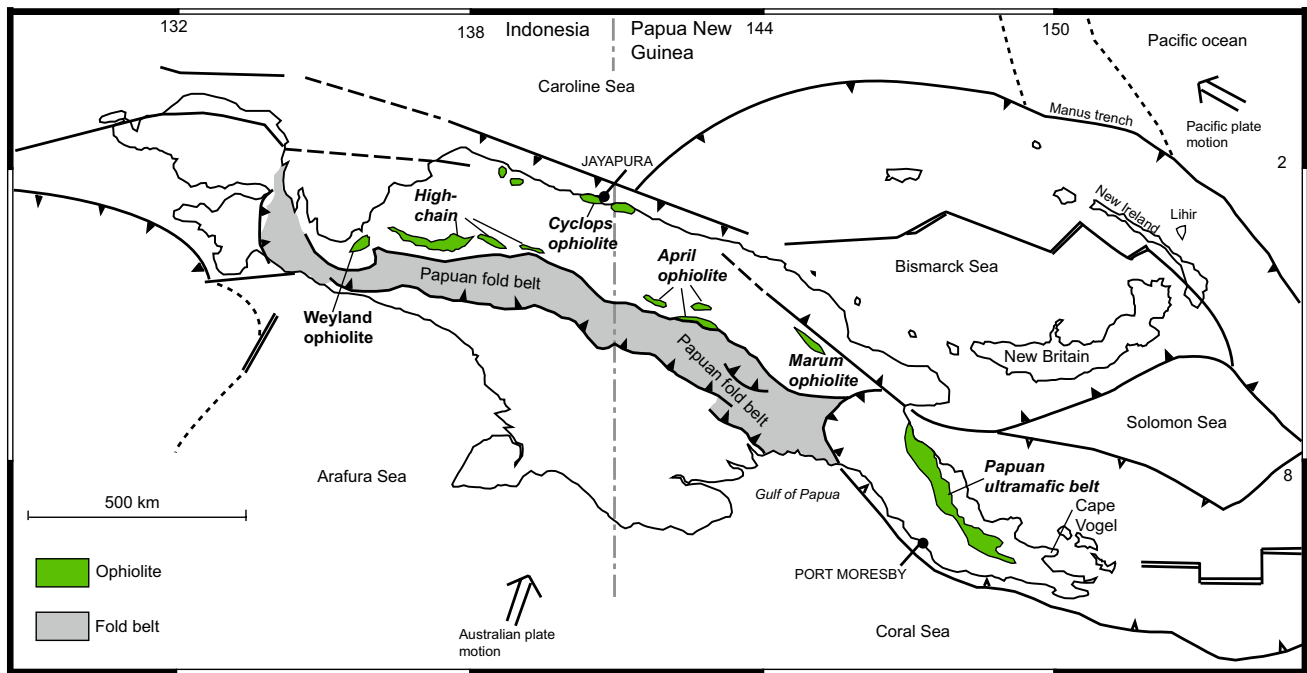 132
138
Indonesia
Papua New
Guinea
144
150
Pacific ocean
Caroline Sea
Manus trench
Pacific plate
motion
2
JAYAPURA
High-
chain
Cyclops
ophiolite
New Ireland
Lihir
April
ophiolite
Bismarck Sea
Papuan fold belt
Weyland
ophiolite
Papuan fold belt
Marum
ophiolite
New Britain
Solomon Sea
Arafura Sea
Papuan
ultramafic belt
8
Gulf of Papua
Cape
Vogel
500 km
PORT MORESBY
Ophiolite
Fold belt
Australian plate
motion
Coral Sea